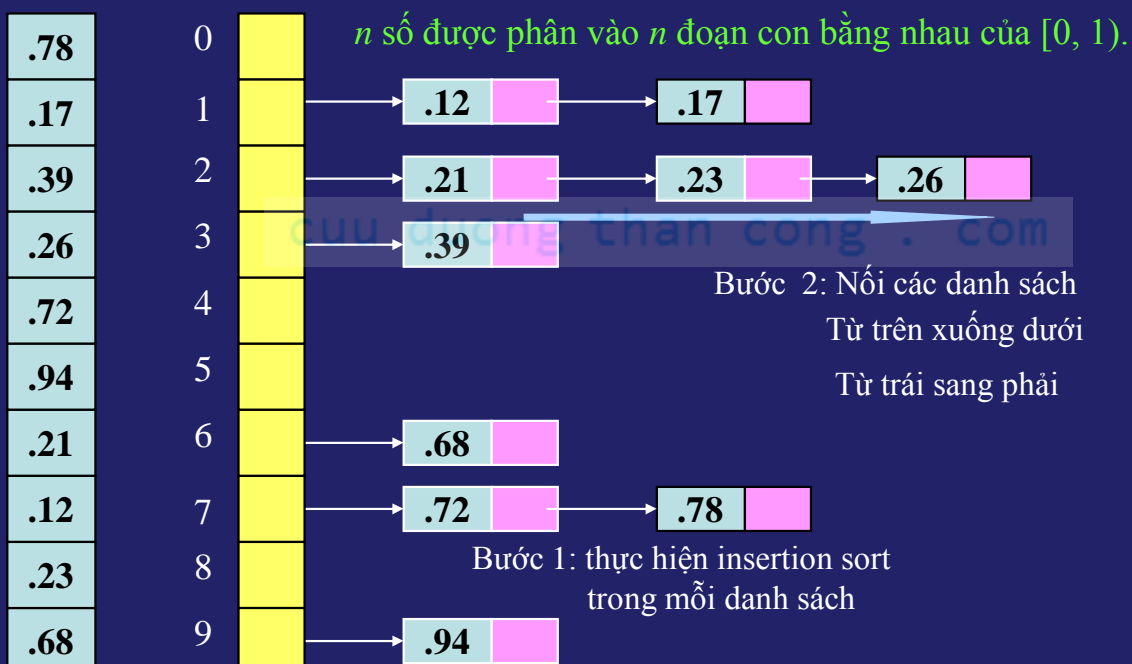 n số được phân vào n đoạn con bằng nhau của [0, 1).
.78 0
.17 1 .12 .17
.39 2 .21 .23 .26
.26 3 .39
cuu duong than cong . com
Bước 2: Nối các danh sách
.72 4
Từ trên xuống dưới
.94 5
Từ trái sang phải
.21 6 .68
.12 7 .72 .78
Bước 1: thực hiện insertion sort
.23 8
trong mỗi danh sách
.68 9 .94